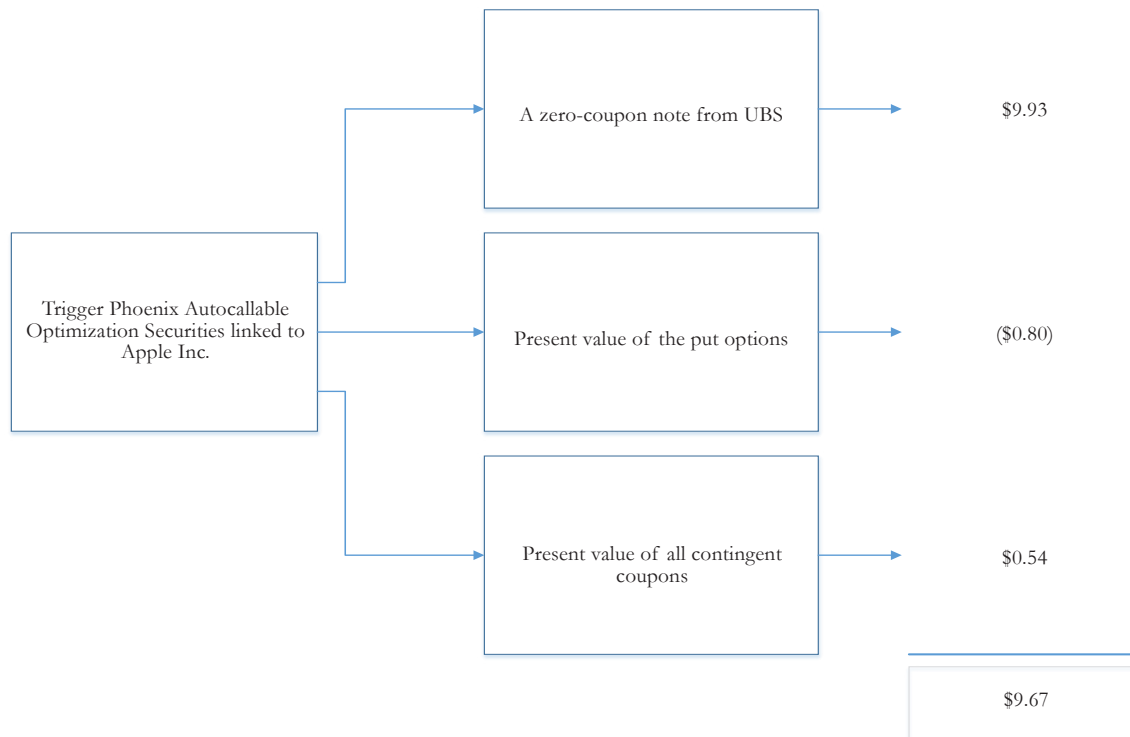 A zero-coupon note from UBS
$9.93
Trigger Phoenix Autocallable
Optimization Securities linked to
Apple Inc.
Present value of the put options
($0.80)
Present value of all contingent
coupons
$0.54
$9.67